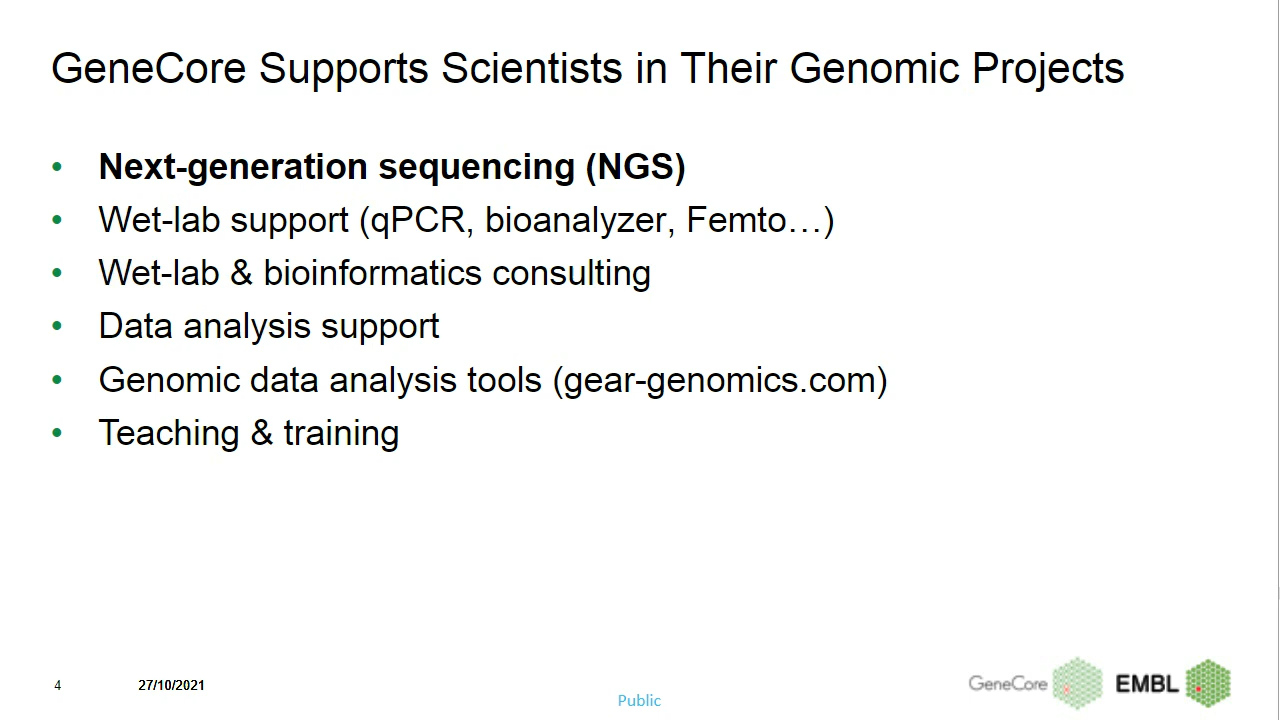 GeneCore Supports Scientists in Their Genomic Projects
• Next-generation sequencing (NGS)
• Wet-lab support (qPCR, bioanalyzer, Femto…)
• Wet-lab & bioinformatics consulting
• Data analysis support
• Genomic data analysis tools (gear-genomics.com)
• Teaching & training
4 27/10/2021
Public
GeneCore EMBL